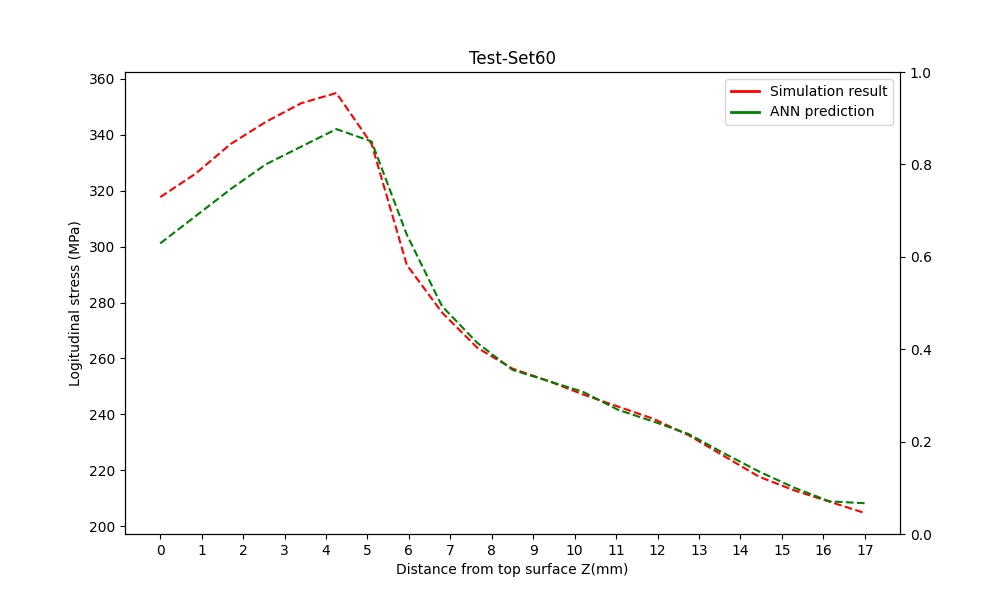 Test-Set60
360
340
320
300
280
260
240
220
200
Logitudinal stress (MPa)
Simulation result
ANN prediction
1.0
0.8
0.6
0.4
0.2
0.0
0 1 2 3 4 5 6 7 8 9 10 11 12 13 14 15 16 17
Distance from top surface Z(mm)